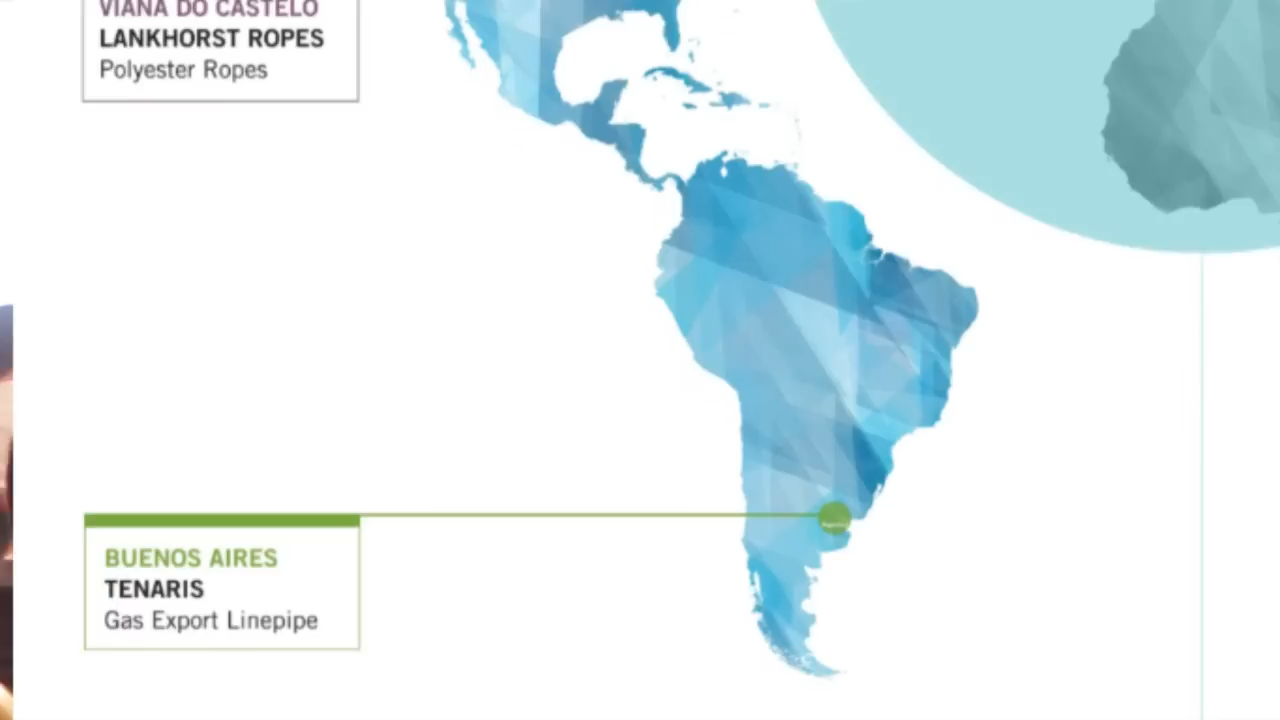 VIANA DO CASTELO
LANKHORST ROPES
Polyester Ropes
BUENOS AIRES
TENARIS
Gas Export Linepipe